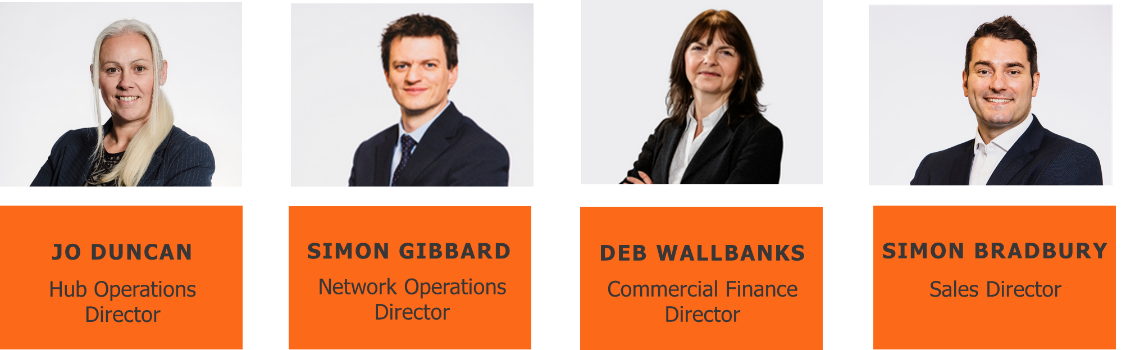 JO DUNCAN
Hub Operations
Director
SIMON GIBBARD
Network Operations
Director
DEB WALLBANKS
Commercial Finance
Director
SIMON BRADBURY
Sales Director